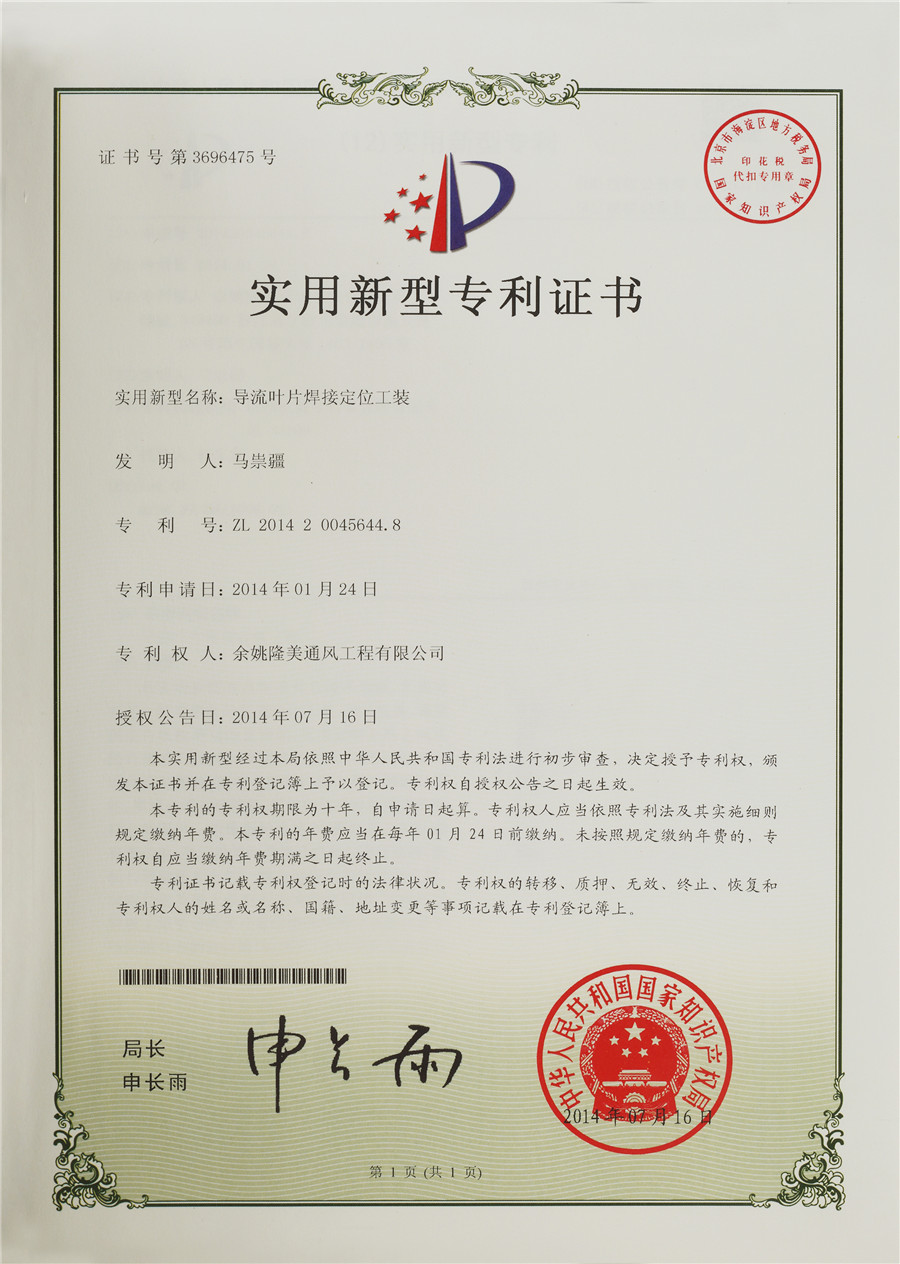 证书号第3696475号
北京市海淀区地方税务局
印花税
代扣专用章
国家知识产权局
实用新型专利证书
实用新型名称：导流叶片焊接定位工装
发明人：马祟疆
专利号：ZL 2014 2 0045644.8
专利申请日：2014年01月24日
专利权人：余姚隆美通风工程有限公司
授权公告日：2014年07月16日
本实用新型经过本局依照中华人民共和国专利法进行初步审查，决定授予专利权，颁
发本证书并在专利登记簿上予以登记。专利权自授权公告之日起生效。
本专利的专利权期限为十年，自申请日起算。专利权人应当依照专利法及其实施细则
规定缴纳年费。本专利的年费应当在每年01月24日前缴纳。未按照规定缴纳年费的，专
利权自应当缴纳年费期满之日起终止。
专利证书记载专利权登记时的法律状况。专利权的转移、质押、无效、终止、恢复和
专利权人的姓名或名称、国籍、地址变更等事项记载在专利登记簿上。
局长
申长雨
申长雨
中华人民共和国国家知识产权局
2014年07月16日
第1页(共1页)